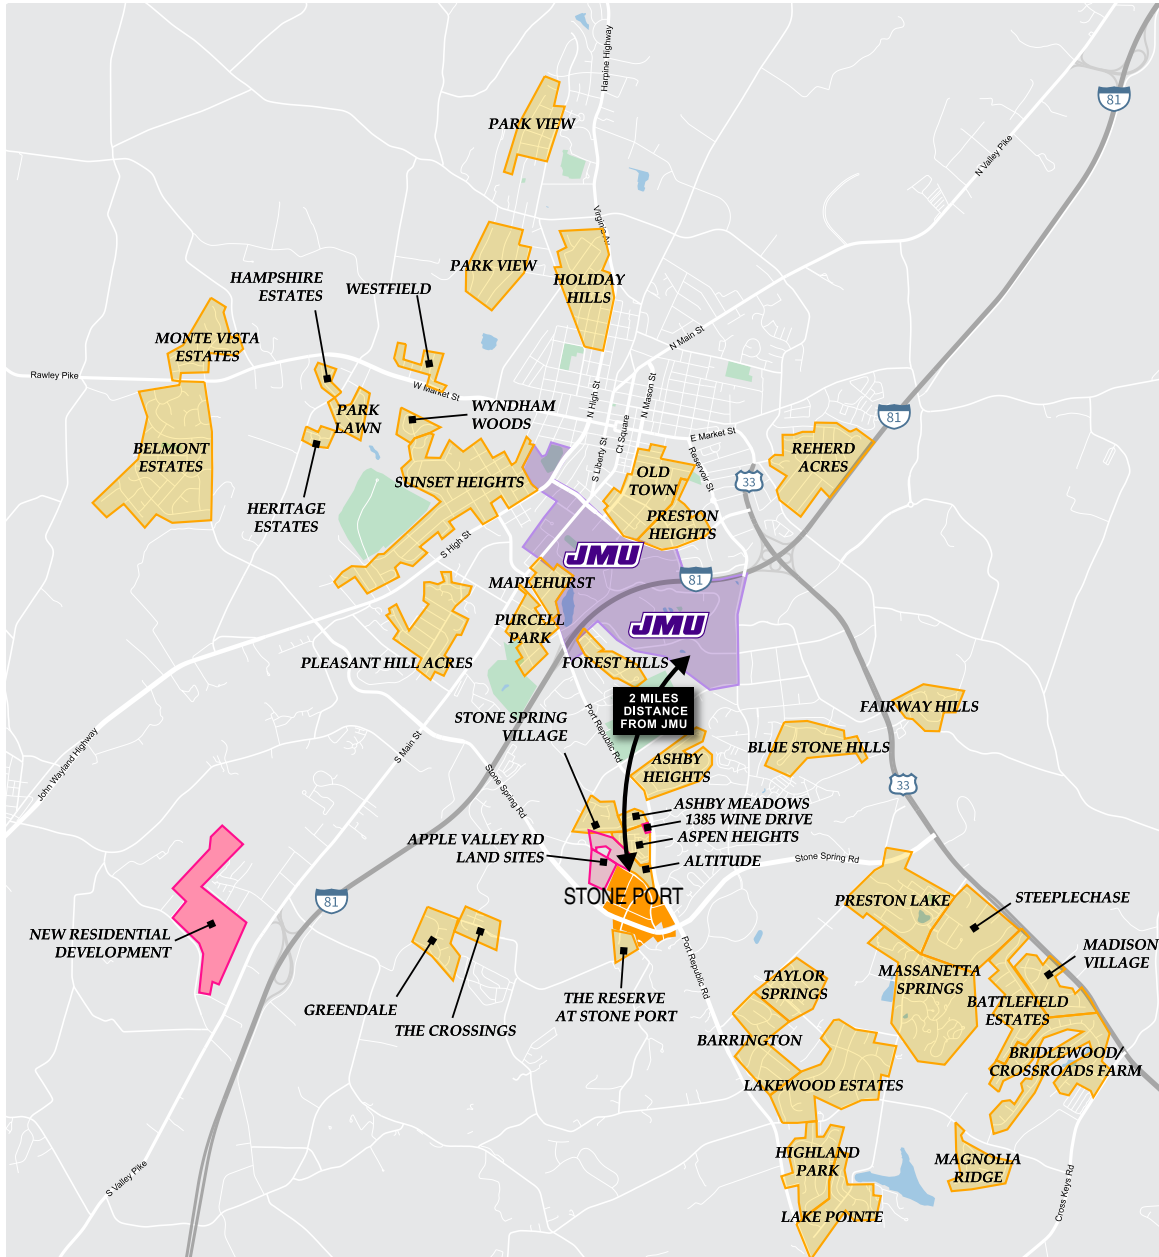 Harpine Highway
81
PARK VIEW
N Valley Pike
Virginia Av
PARK VIEW
HOLIDAY
HILLS
HAMPSHIRE
ESTATES
WESTFIELD
MONTE VISTA
ESTATES
N Main St
Rawley Pike
W Market St
N High St
N Mason St
Ct Square
S Liberty St
E Market St
Reservoir St
81
PARK
LAWN
WYNDHAM
WOODS
BELMONT
ESTATES
SUNSET HEIGHTS
OLD
TOWN
REHERD
ACRES
33
HERITAGE
ESTATES
PRESTON
HEIGHTS
S High St
JMU
81
MAPLEHURST
PURCELL
PARK
JMU
PLEASANT HILL ACRES
FOREST HILLS
2 MILES
DISTANCE
FROM JMU
FAIRWAY HILLS
STONE SPRING
VILLAGE
Port Republic Rd
BLUE STONE HILLS
S Main St
John Wayland Highway
Stone Spring Rd
ASHBY
HEIGHTS
33
ASHBY MEADOWS
1385 WINE DRIVE
ASPEN HEIGHTS
APPLE VALLEY RD
LAND SITES
ALTITUDE
Stone Spring Rd
STONE PORT
81
PRESTON LAKE
STEEPLECHASE
NEW RESIDENTIAL
DEVELOPMENT
Port Republic Rd
MADISON
VILLAGE
TAYLOR
SPRINGS
MASSANETTA
SPRINGS
GREENDALE
THE CROSSINGS
THE RESERVE
AT STONE PORT
BATTLEFIELD
ESTATES
BARRINGTON
BRIDLEWOOD/
CROSSROADS FARM
LAKEWOOD ESTATES
HIGHLAND
PARK
MAGNOLIA
RIDGE
S Valley Pike
Cross Keys Rd
LAKE POINTE